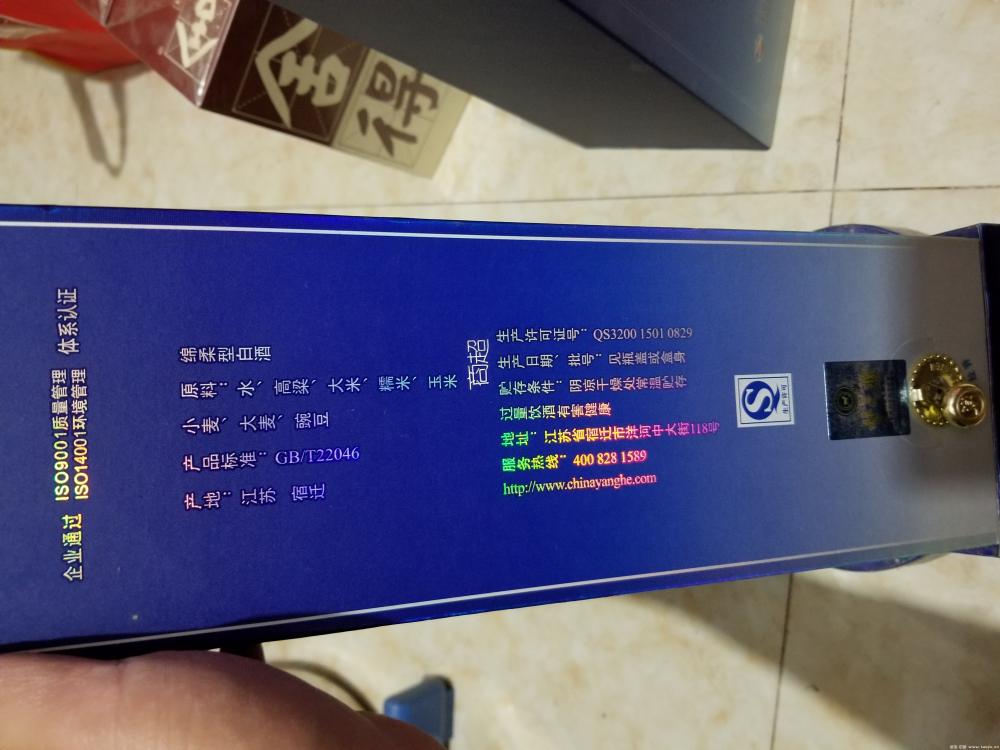 舍
得
企业通过 ISO9001质量管理 体系认证
ISO14001环境管理
绵柔型白酒
原料：水、高粱、大米、糯米、玉米
小麦、大麦、豌豆
产品标准：GB/T22046
产地：江苏 宿迁
商超
生产许可证号：QS3200 1501 0829
生产日期、批号：见瓶盖或盒身
贮存条件：阴凉干燥处常温贮存
过量饮酒有害健康
地址：江苏省宿迁市洋河中大街118号
服务热线：400 828 1589
http://www.chinayanghe.com
生产许可